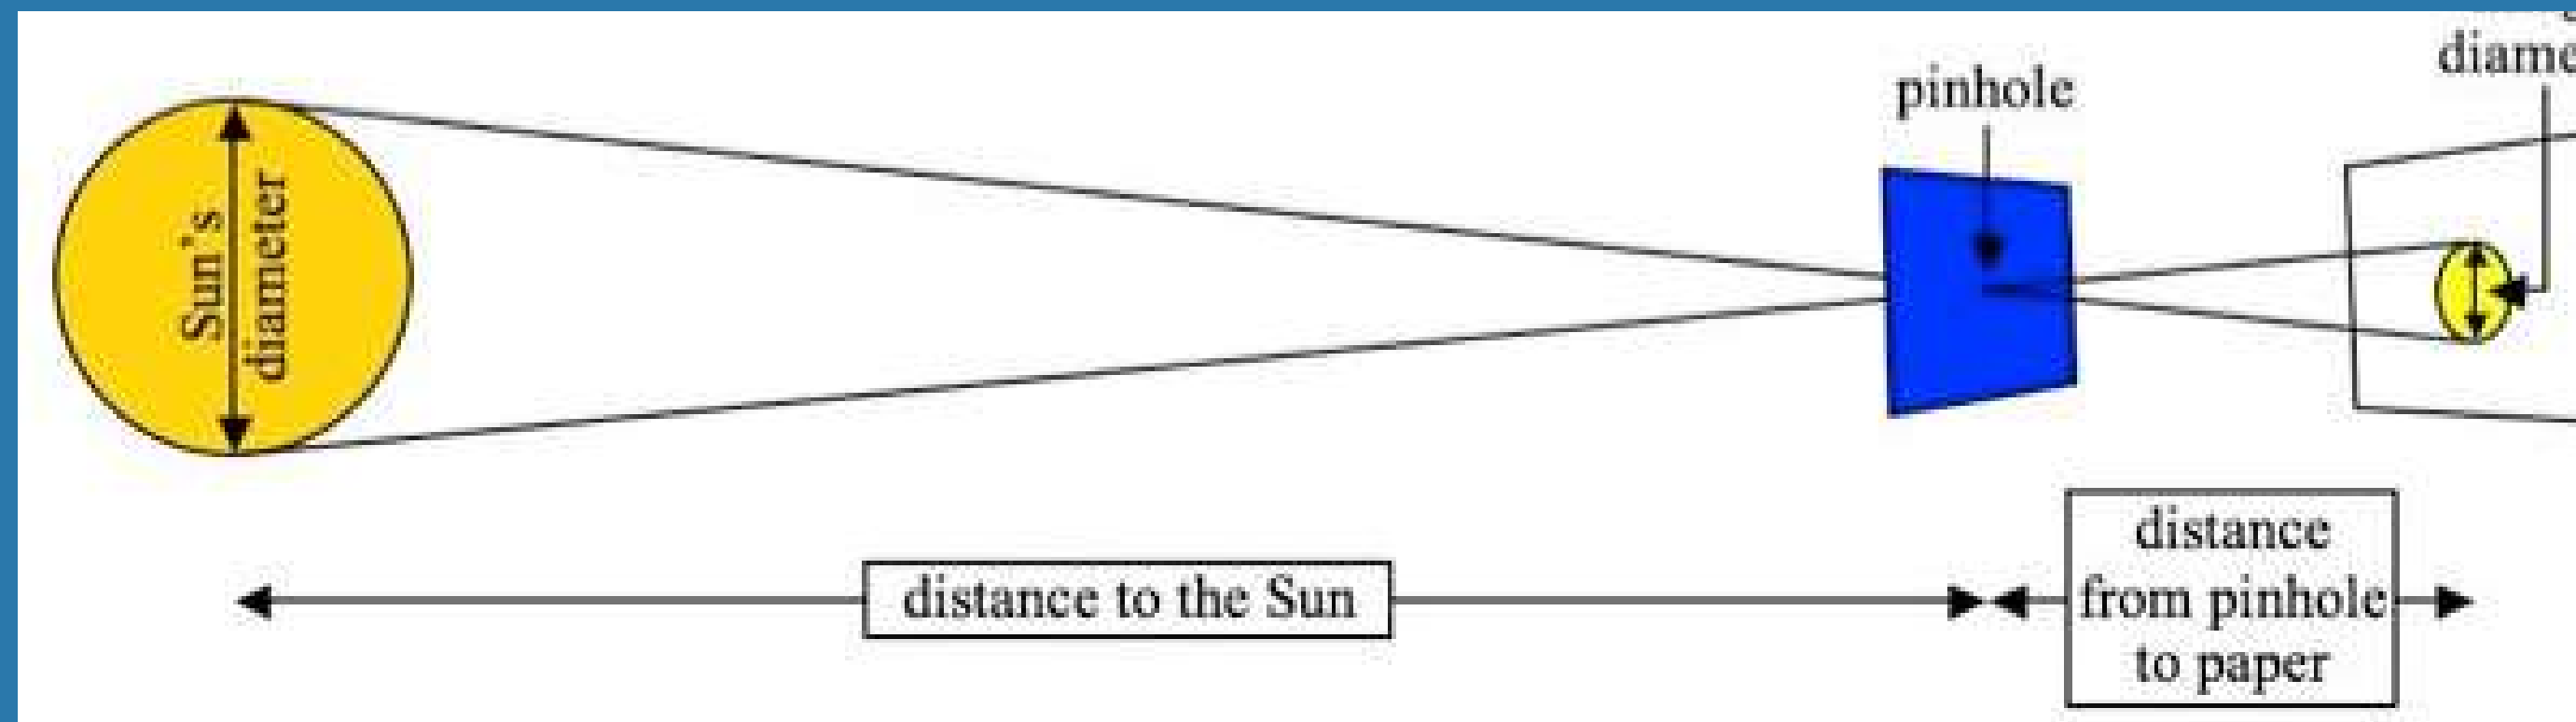 diame
pinhole
Sun's
diameter
distance to the Sun
distance
from pinhole
to paper